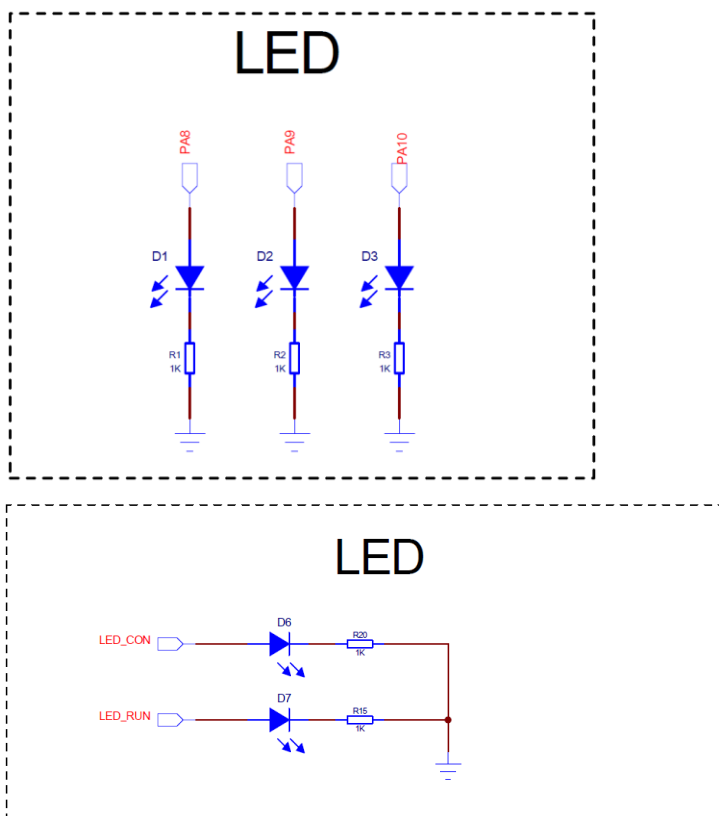 LED
PA8
PA9
PA10
D1
D2
D3
R1
1K
R2
1K
R3
1K
LED
D6
LED_CON
R20
1K
D7
LED_RUN
R15
1K